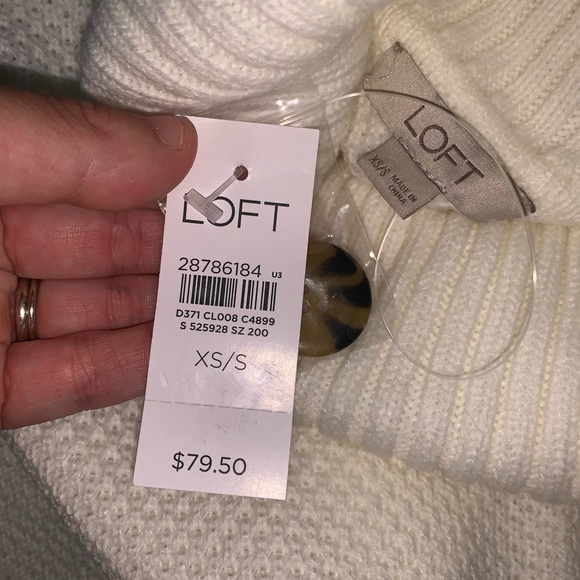 LOFT
28786184 U3
D371 CL008 C4899
S 525928 SZ 200
XS/S
$79.50
LOFT
XS/S
MADE IN
CHINA